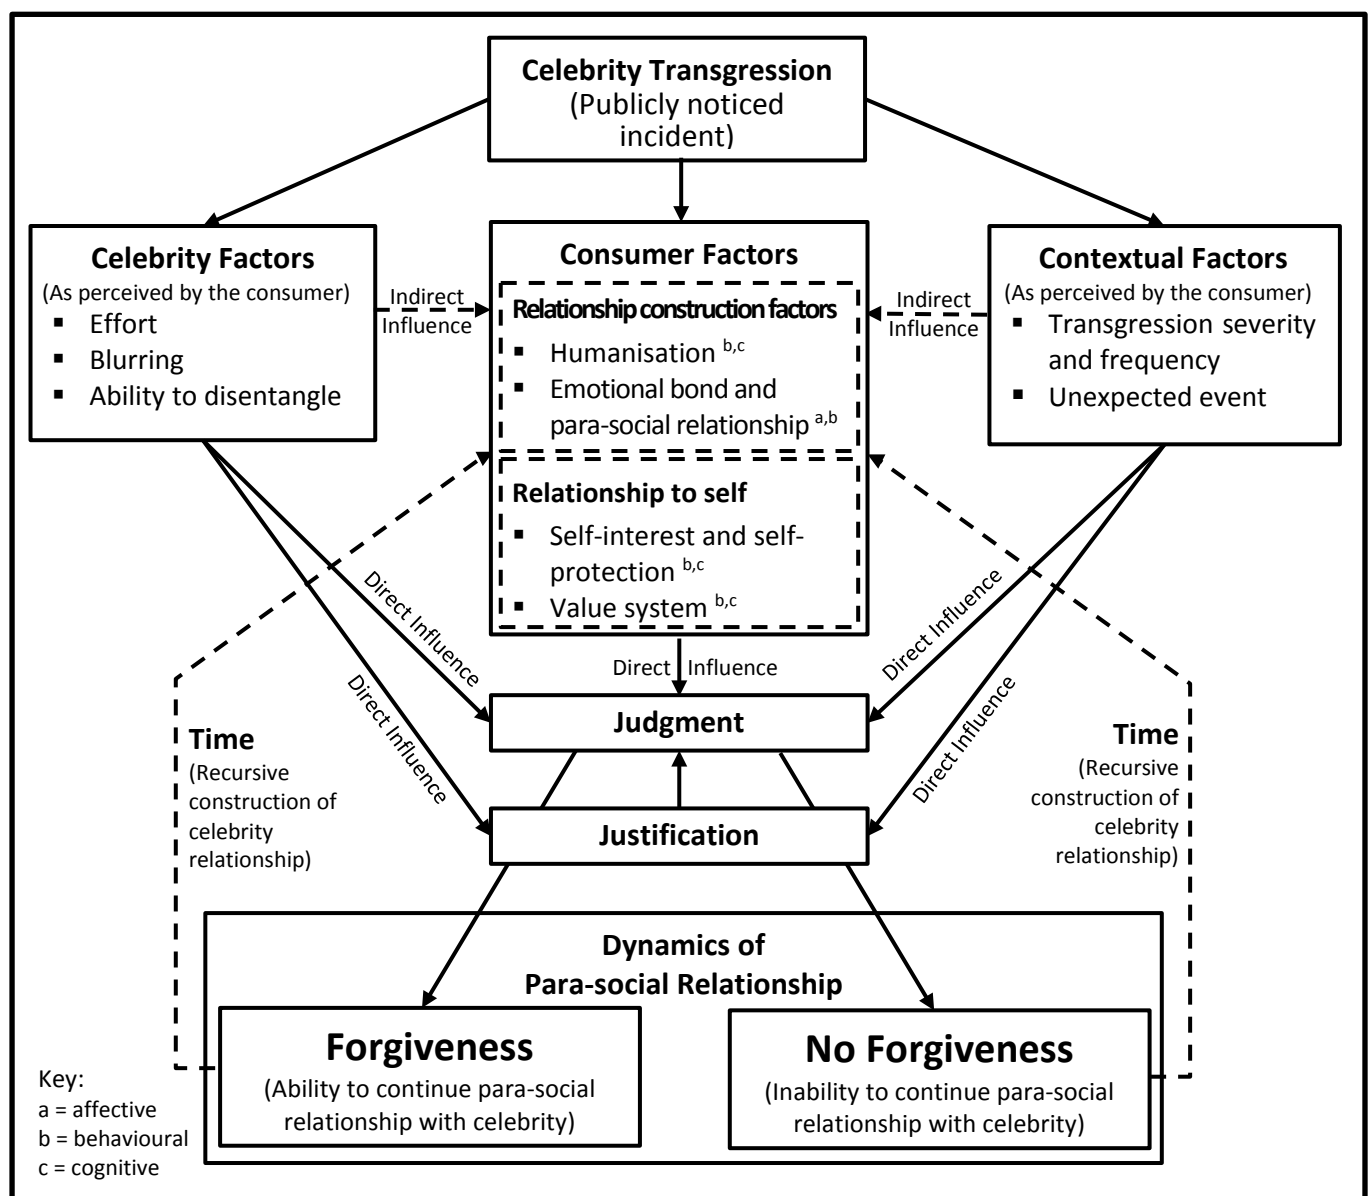 Celebrity Transgression
(Publicly noticed
incident)
Celebrity Factors
(As perceived by the consumer)
▪ Effort
▪ Blurring
▪ Ability to disentangle
Indirect
Influence
Consumer Factors
Relationship construction factors
▪ Humanisation b,c
▪ Emotional bond and
para-social relationship a,b
Relationship to self
▪ Self-interest and self-
protection b,c
▪ Value system b,c
Indirect
Influence
Contextual Factors
(As perceived by the consumer)
▪ Transgression severity
and frequency
▪ Unexpected event
Direct Influence
Direct Influence
Direct Influence
Direct Influence
Direct Influence
Judgment
Justification
Time
(Recursive
construction of
celebrity
relationship)
Time
(Recursive
construction of
celebrity
relationship)
Dynamics of
Para-social Relationship
Forgiveness
(Ability to continue para-social
relationship with celebrity)
No Forgiveness
(Inability to continue para-social
relationship with celebrity)
Key:
a = affective
b = behavioural
c = cognitive